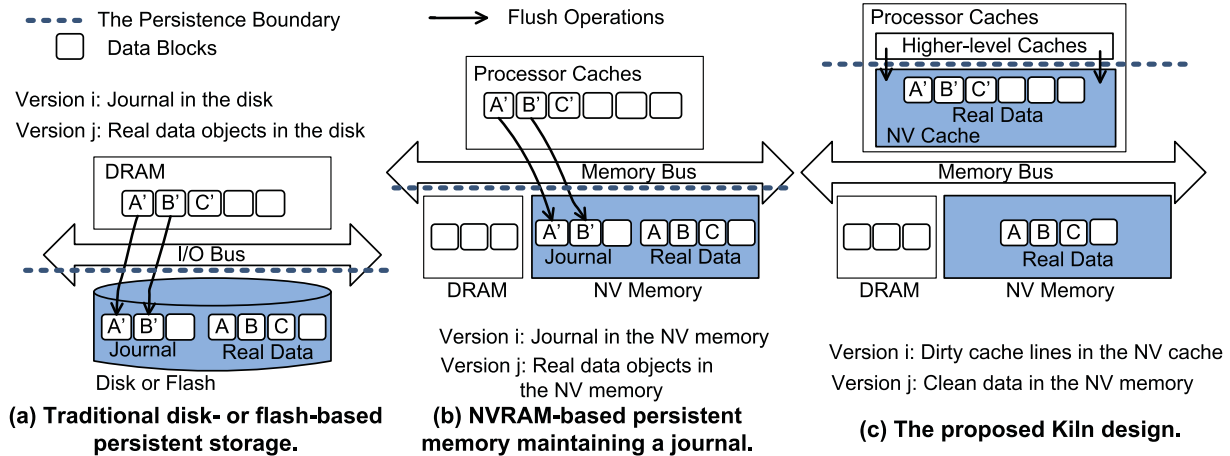 The Persistence Boundary
Data Blocks
Flush Operations
Version i: Journal in the disk
Version j: Real data objects in the disk
DRAM
A' B' C'
I/O Bus
A' B' A B C
Journal Real Data
Disk or Flash
(a) Traditional disk- or flash-based
persistent storage.
Processor Caches
A' B' C'
Memory Bus
A' B' A B C
Journal Real Data
DRAM NV Memory
Version i: Journal in the NV memory
Version j: Real data objects in
the NV memory
(b) NVRAM-based persistent
memory maintaining a journal.
Processor Caches
Higher-level Caches
A' B' C'
Real Data
NV Cache
Memory Bus
A B C
Real Data
DRAM NV Memory
Version i: Dirty cache lines in the NV cache
Version j: Clean data in the NV memory
(c) The proposed Kiln design.